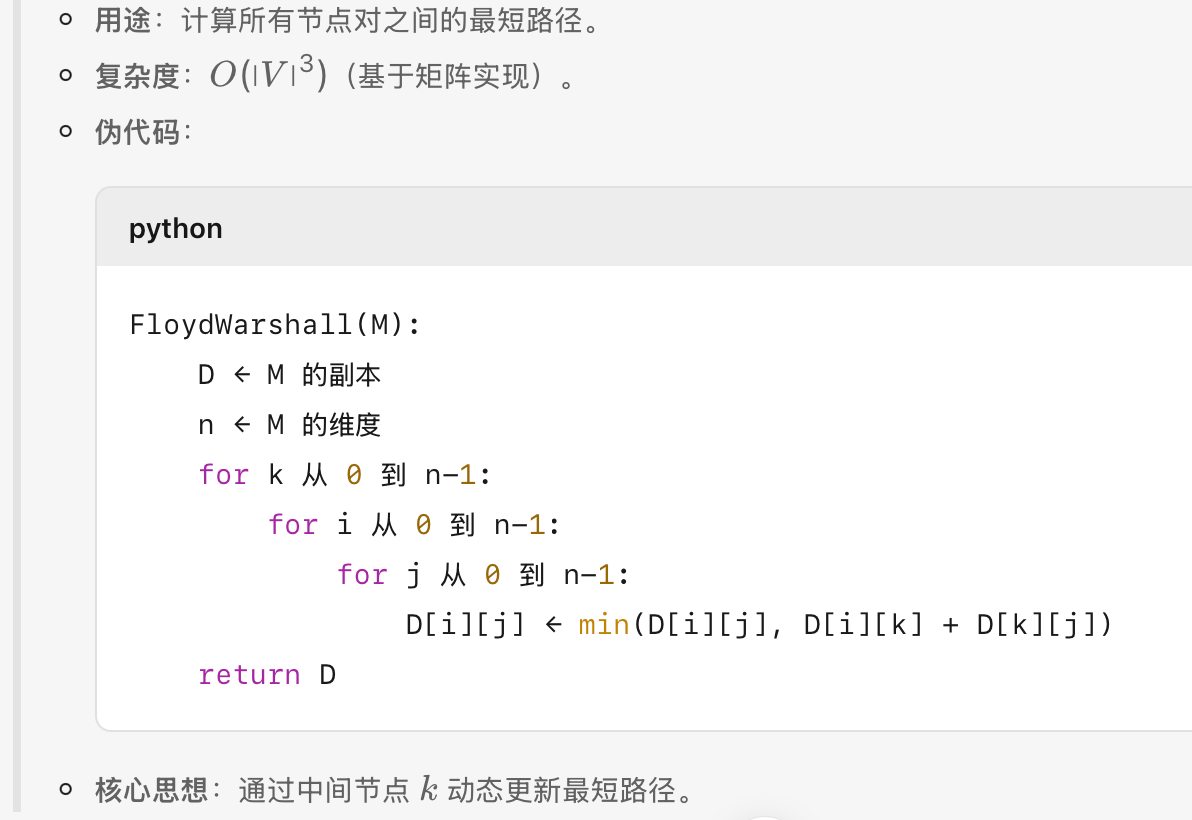 用途：计算所有节点对之间的最短路径。
复杂度：O(|V|³)（基于矩阵实现）。
伪代码：
python
FloydWarshall(M):
    D ← M 的副本
    n ← M 的维度
    for k 从 0 到 n-1:
        for i 从 0 到 n-1:
            for j 从 0 到 n-1:
                D[i][j] ← min(D[i][j], D[i][k] + D[k][j])
    return D
核心思想：通过中间节点 k 动态更新最短路径。